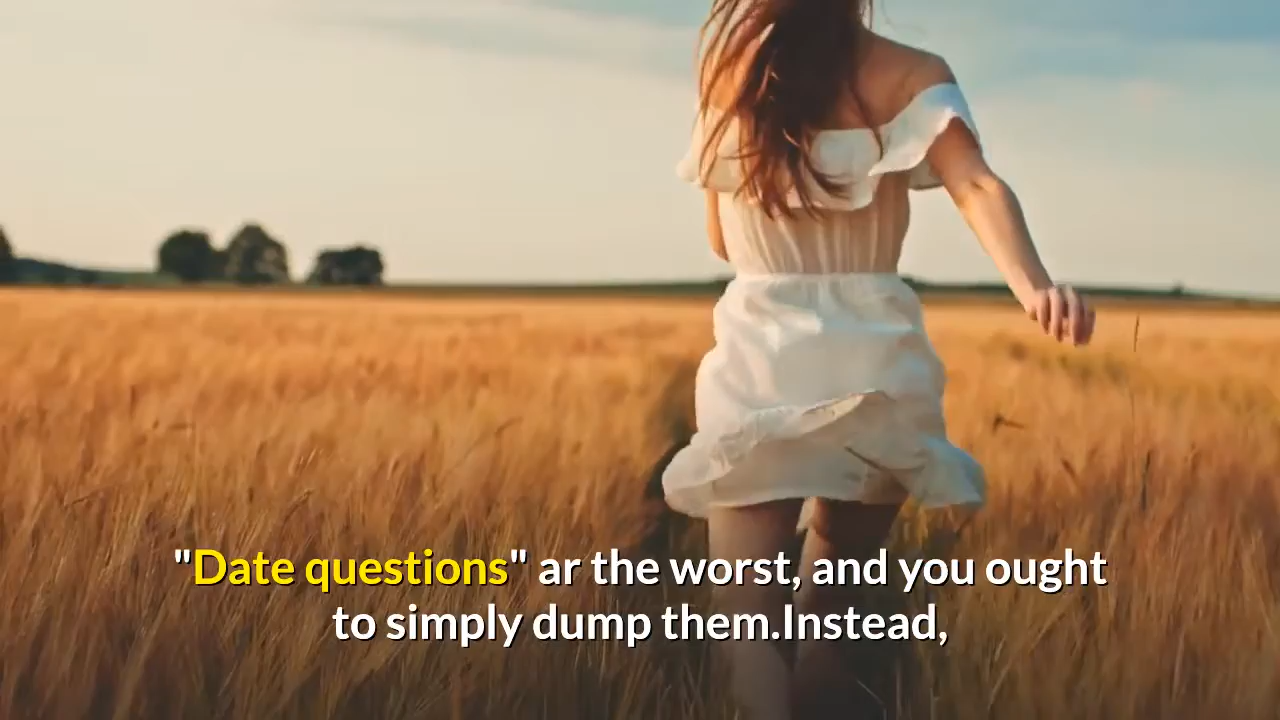 "Date questions" ar the worst, and you ought
to simply dump them.Instead,